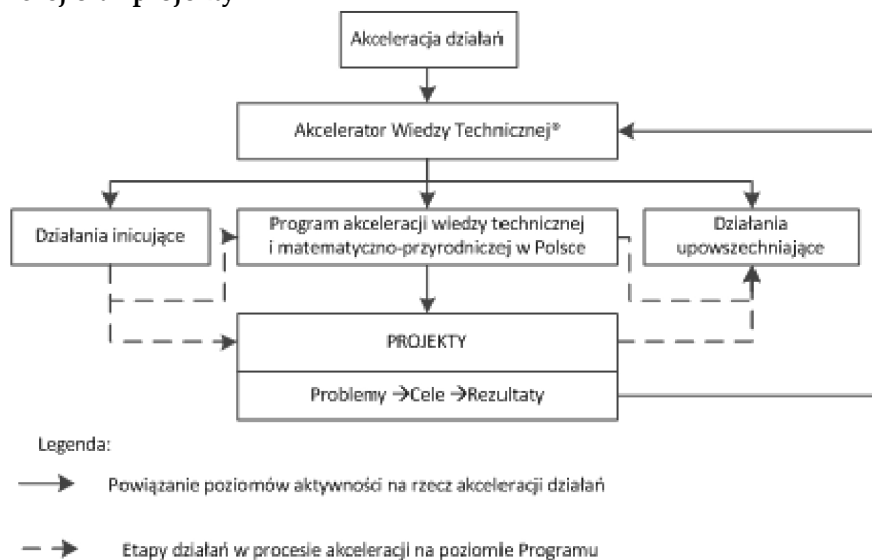 Akceleracja działań
Akcelerator Wiedzy Technicznej®
Działania inicujące
Program akceleracji wiedzy technicznej
i matematyczno-przyrodniczej w Polsce
Działania
upowszechniające
PROJEKTY
Problemy →Cele →Rezultaty
Legenda:
Powiązanie poziomów aktywności na rzecz akceleracji działań
Etapy działań w procesie akceleracji na poziomie Programu